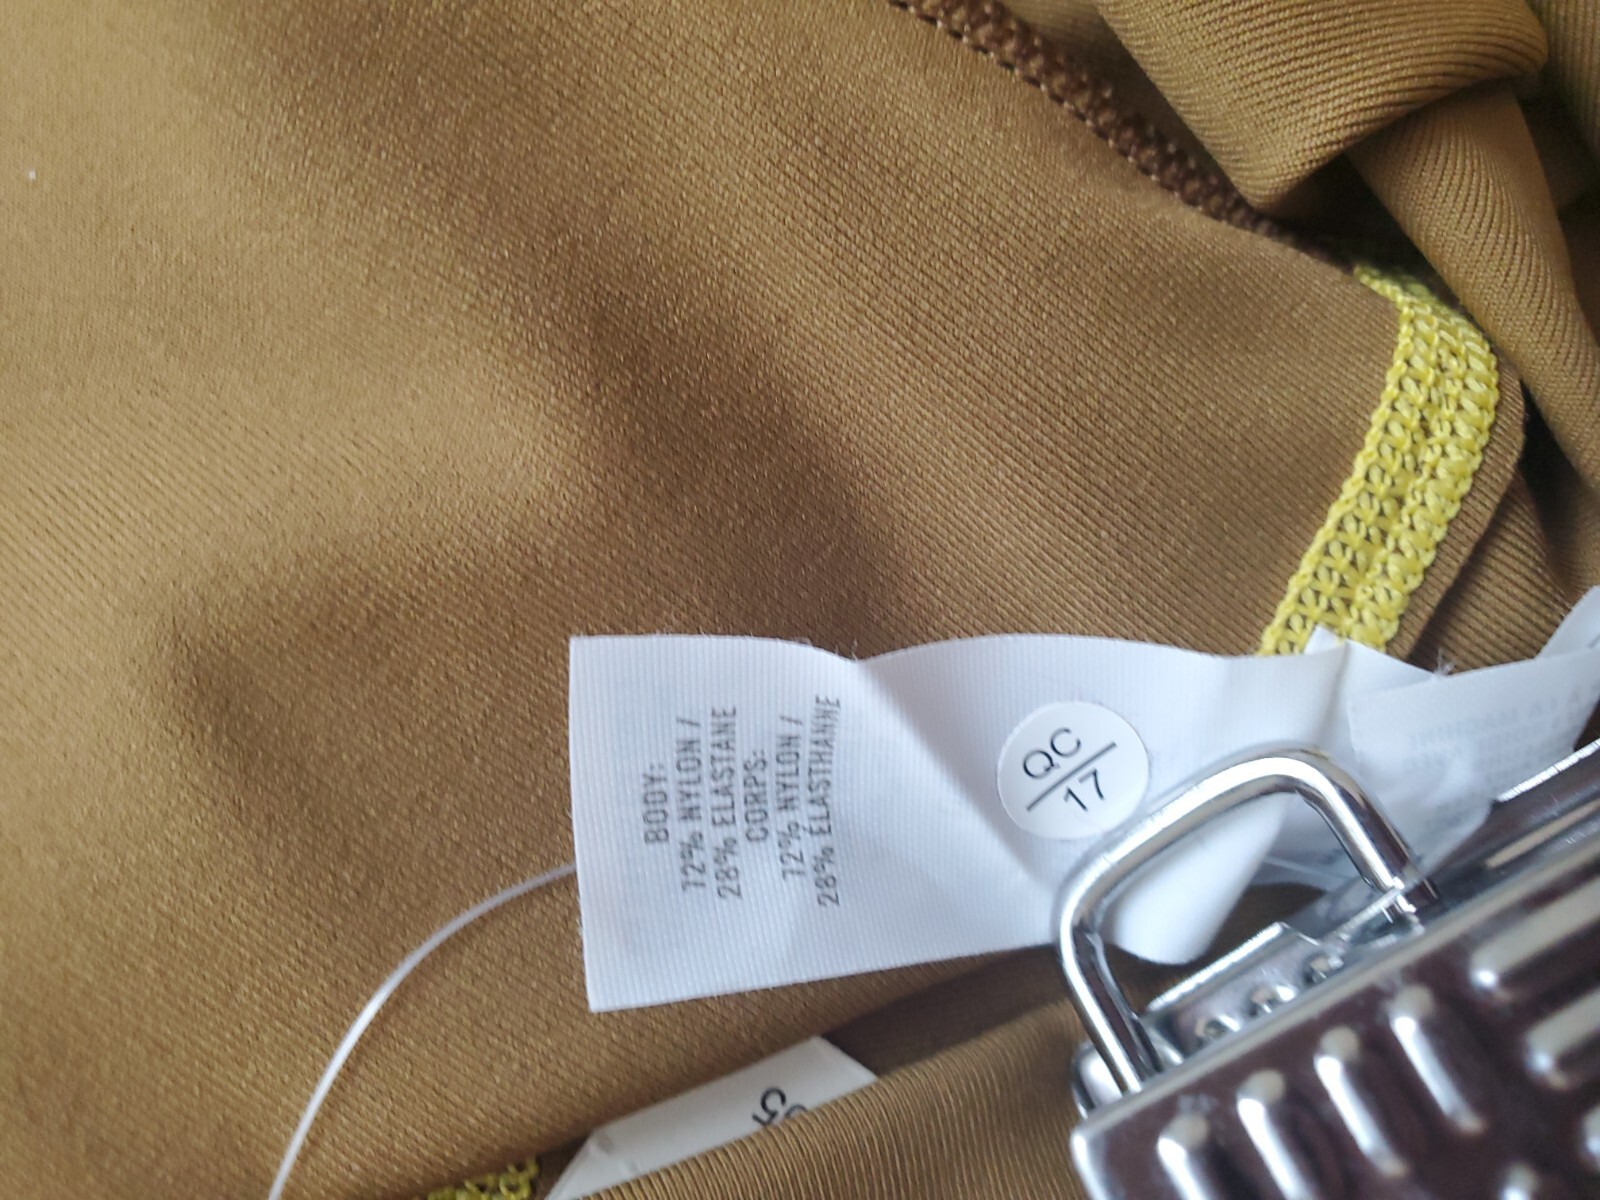 BODY:
72% NYLON /
28% ELASTANE
CORPS:
72% NYLON /
28% ÉLASTHANNE
QC
17